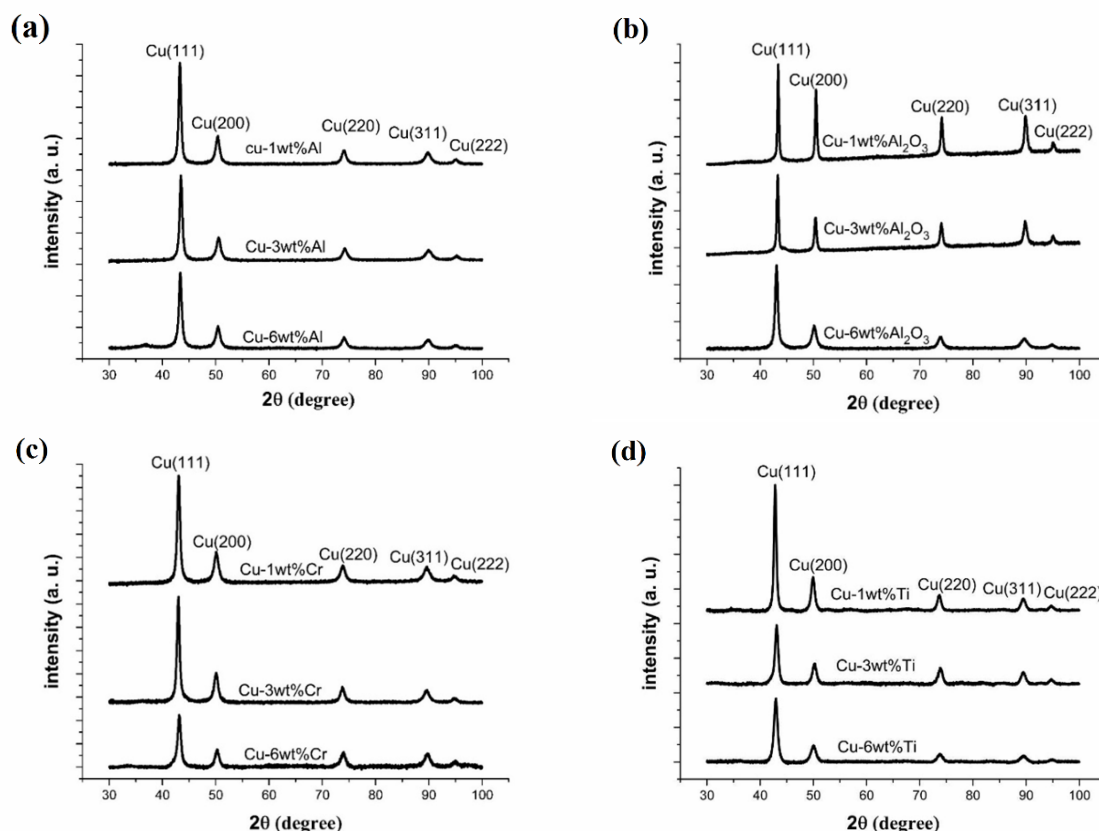 (a)
Cu(111)
Cu(200)
Cu(220)
Cu(311)
Cu(222)
cu-1wt%Al
Cu-3wt%Al
Cu-6wt%Al
intensity (a. u.)
30 40 50 60 70 80 90 100
2θ (degree)
(b)
Cu(111)
Cu(200)
Cu(220)
Cu(311)
Cu(222)
Cu-1wt%Al₂O₃
Cu-3wt%Al₂O₃
Cu-6wt%Al₂O₃
intensity (a. u.)
30 40 50 60 70 80 90 100
2θ (degree)
(c)
Cu(111)
Cu(200)
Cu(220)
Cu(311)
Cu(222)
Cu-1wt%Cr
Cu-3wt%Cr
Cu-6wt%Cr
intensity (a. u.)
30 40 50 60 70 80 90 100
2θ (degree)
(d)
Cu(111)
Cu(200)
Cu(220)
Cu(311)
Cu(222)
Cu-1wt%Ti
Cu-3wt%Ti
Cu-6wt%Ti
intensity (a. u.)
30 40 50 60 70 80 90 100
2θ (degree)